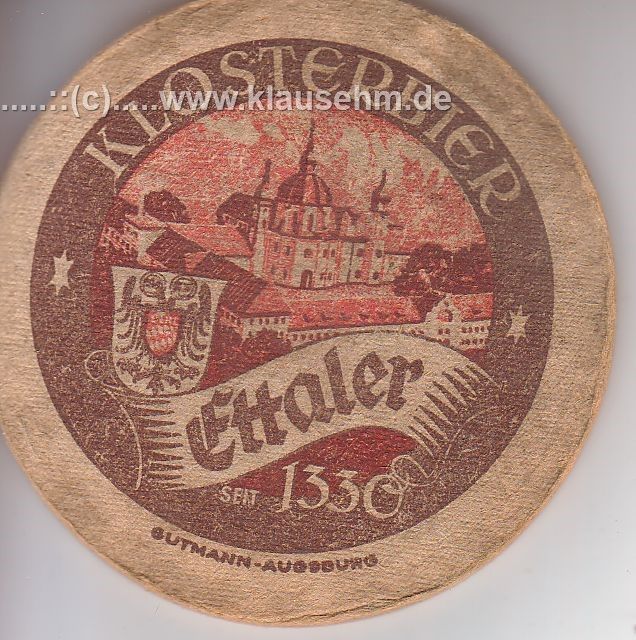 .....::(c).....www.klausehm.de
KLOSTERBIER
Ettaler
SEIT 1330
GUTMANN-AUGSBURG